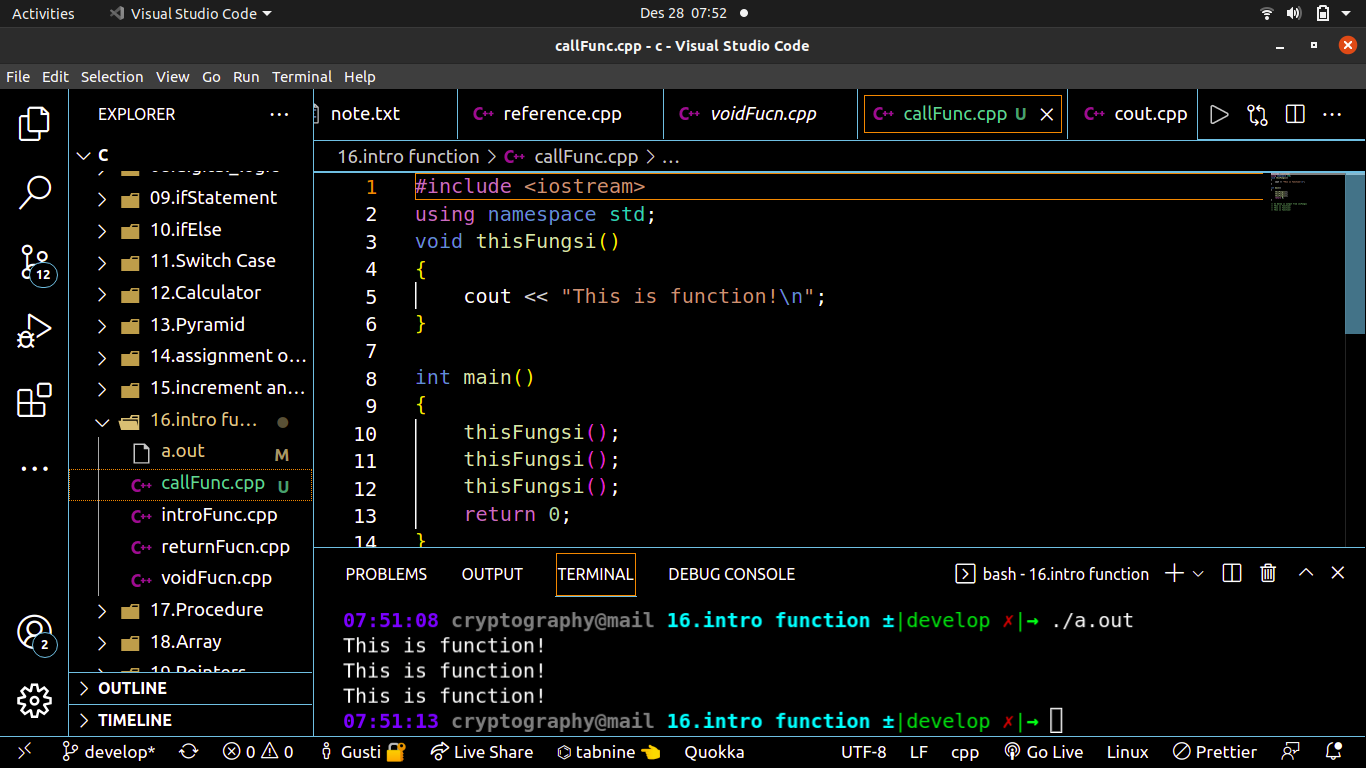 Activities Visual Studio Code Des 28 07:52
callFunc.cpp - c - Visual Studio Code
File Edit Selection View Go Run Terminal Help
EXPLORER
C
09.ifStatement
10.ifElse
11.Switch Case
12.Calculator
13.Pyramid
14.assignment o...
15.increment an...
16.intro fu...
a.out M
callFunc.cpp U
introFunc.cpp
returnFucn.cpp
voidFucn.cpp
17.Procedure
18.Array
19.Pointers
OUTLINE
TIMELINE
12
2
note.txt reference.cpp voidFucn.cpp callFunc.cpp U cout.cpp
16.intro function > callFunc.cpp > ...
1 #include <iostream>
2 using namespace std;
3 void thisFungsi()
4 {
5 cout << "This is function!\n";
6 }
7
8 int main()
9 {
10 thisFungsi();
11 thisFungsi();
12 thisFungsi();
13 return 0;
14 }
PROBLEMS OUTPUT TERMINAL DEBUG CONSOLE bash - 16.intro function
07:51:08 cryptography@mail 16.intro function ±|develop ✗|→ ./a.out
This is function!
This is function!
This is function!
07:51:13 cryptography@mail 16.intro function ±|develop ✗|→
develop* 0 0 Gusti Live Share tabnine Quokka UTF-8 LF cpp Go Live Linux Prettier